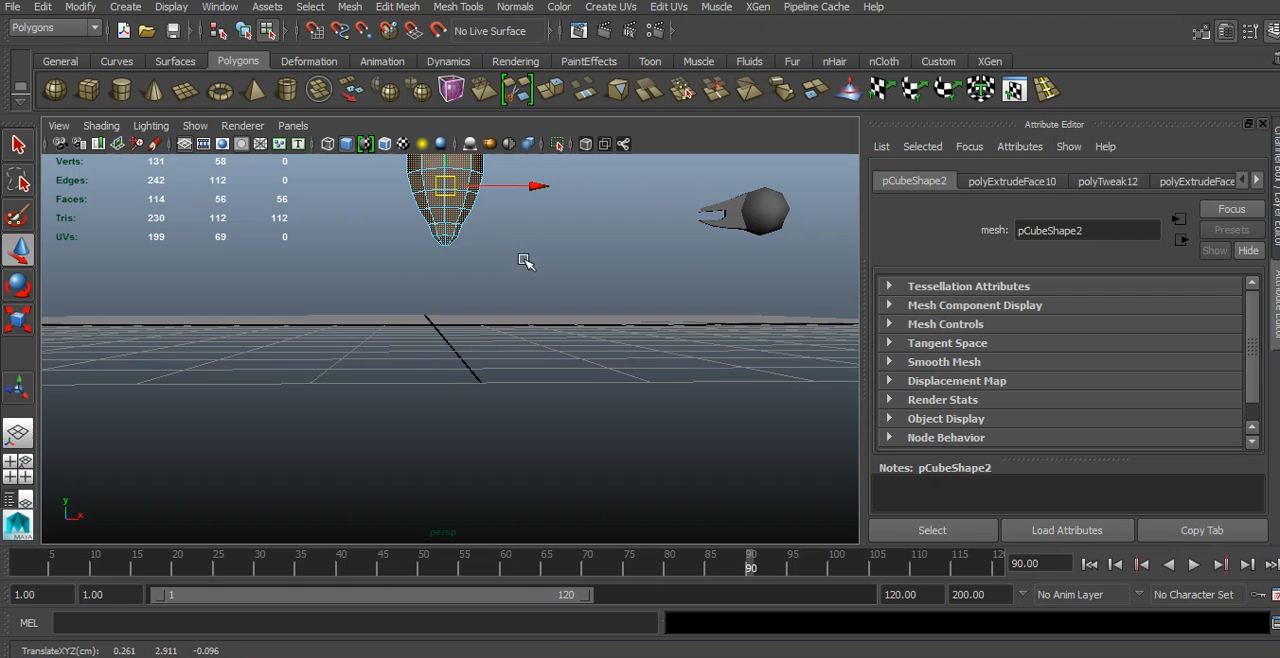 File Edit Modify Create Display Window Assets Select Mesh Edit Mesh Mesh Tools Normals Color Create UVs Edit UVs Muscle XGen Pipeline Cache Help
Polygons No Live Surface
General Curves Surfaces Polygons Deformation Animation Dynamics Rendering PaintEffects Toon Muscle Fluids Fur nHair nCloth Custom XGen
View Shading Lighting Show Renderer Panels
Attribute Editor
List Selected Focus Attributes Show Help
Verts: 131 58 0
Edges: 242 112 0
Faces: 114 56 56
Tris: 230 112 112
UVs: 199 69 0
pCubeShape2 polyExtrudeFace10 polyTweak12 polyExtrudeFace
Focus
mesh: pCubeShape2
Presets
Show Hide
Tessellation Attributes
Mesh Component Display
Mesh Controls
Tangent Space
Smooth Mesh
Displacement Map
Render Stats
Object Display
Node Behavior
Notes: pCubeShape2
y
x
persp
MAYA
Select Load Attributes Copy Tab
5 10 15 20 25 30 35 40 45 50 55 60 65 70 75 80 85 90 95 100 105 110 115 12
90
90.00
1.00 1.00 1 120 120.00 200.00 No Anim Layer No Character Set
MEL
TranslateXYZ(cm): 0.261 2.911 -0.096